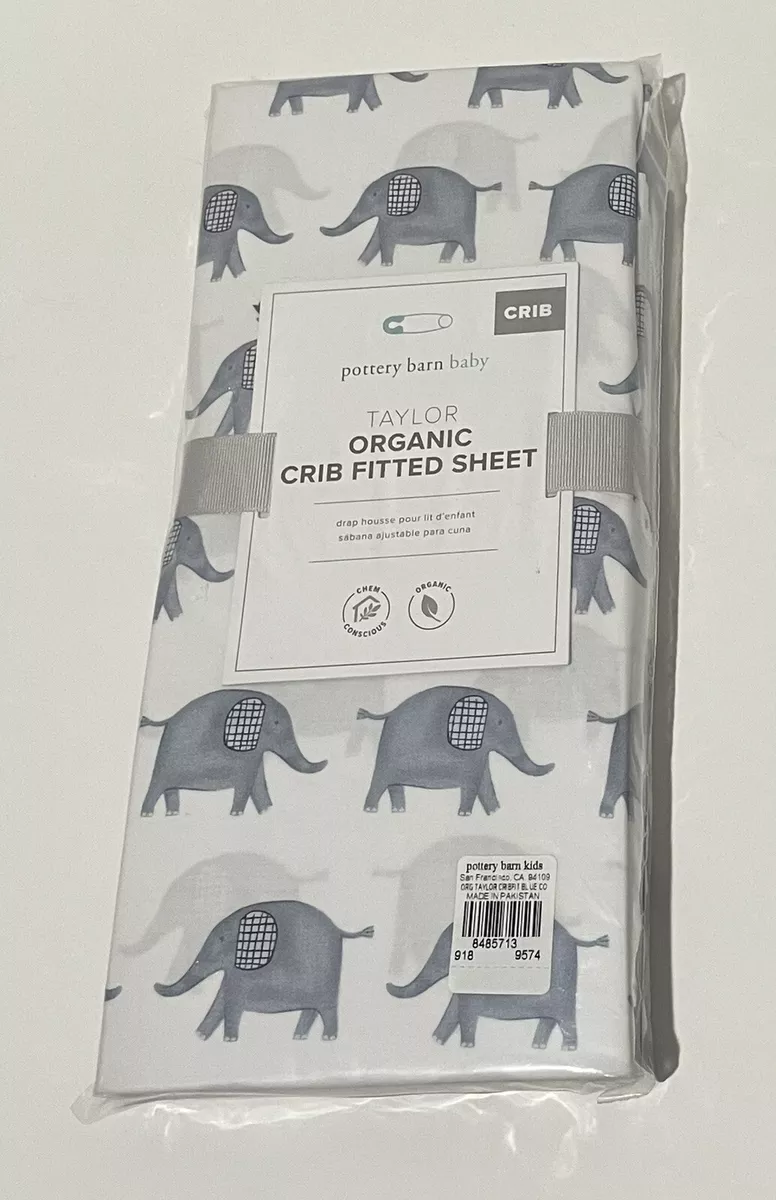 CRIB
pottery barn baby
TAYLOR
ORGANIC
CRIB FITTED SHEET
drap housse pour lit d'enfant
sábana ajustable para cuna
CHEM
CONSCIOUS
ORGANIC
pottery barn kids
San Francisco, CA. 94109
ORG TAYLOR CRIBFIT BLUE CO
MADE IN PAKISTAN
8485713
918 9574